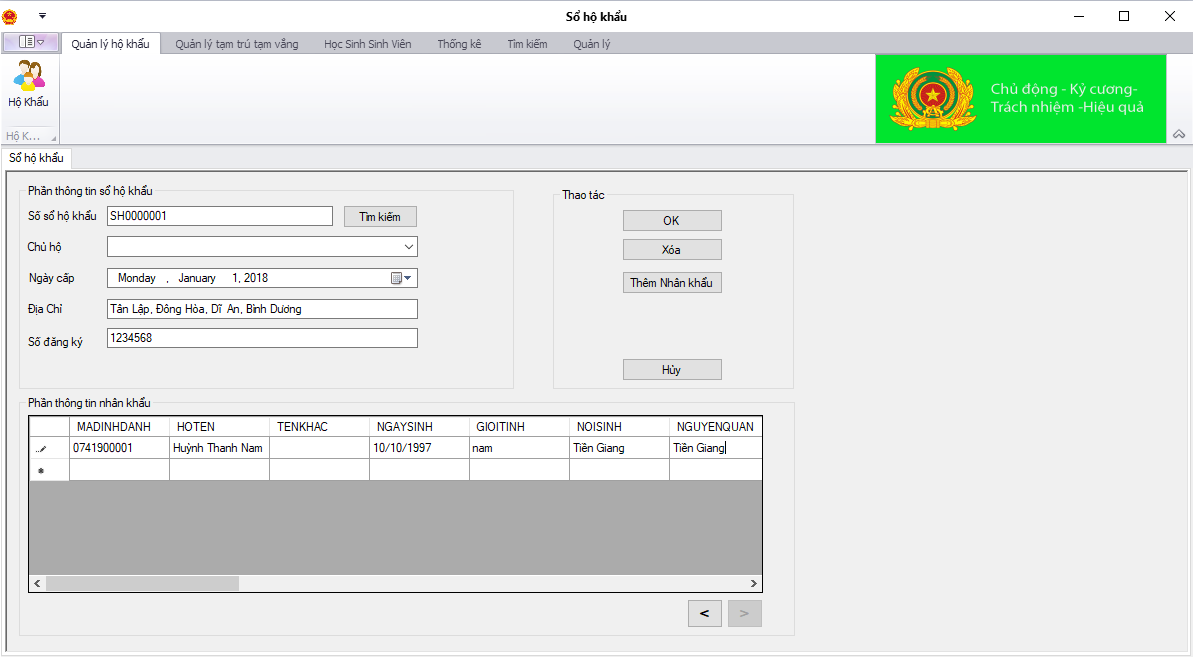 Sổ hộ khẩu
Quản lý hộ khẩu
Quản lý tạm trú tạm vắng
Học Sinh Sinh Viên
Thống kê
Tìm kiếm
Quản lý
Hộ Khẩu
Hộ K...
Chủ động - Kỷ cương-
Trách nhiệm -Hiệu quả
Sổ hộ khẩu
Phần thông tin sổ hộ khẩu
Số sổ hộ khẩu SH0000001 Tìm kiếm
Chủ hộ
Ngày cấp Monday , January 1, 2018
Địa Chỉ Tân Lập, Đông Hòa, Dĩ An, Bình Dương
Số đăng ký 1234568
Thao tác
OK
Xóa
Thêm Nhân khẩu
Hủy
Phần thông tin nhân khẩu
MADINHDANH HOTEN TENKHAC NGAYSINH GIOITINH NOISINH NGUYENQUAN
0741900001 Huỳnh Thanh Nam 10/10/1997 nam Tiền Giang Tiền Giang
< >